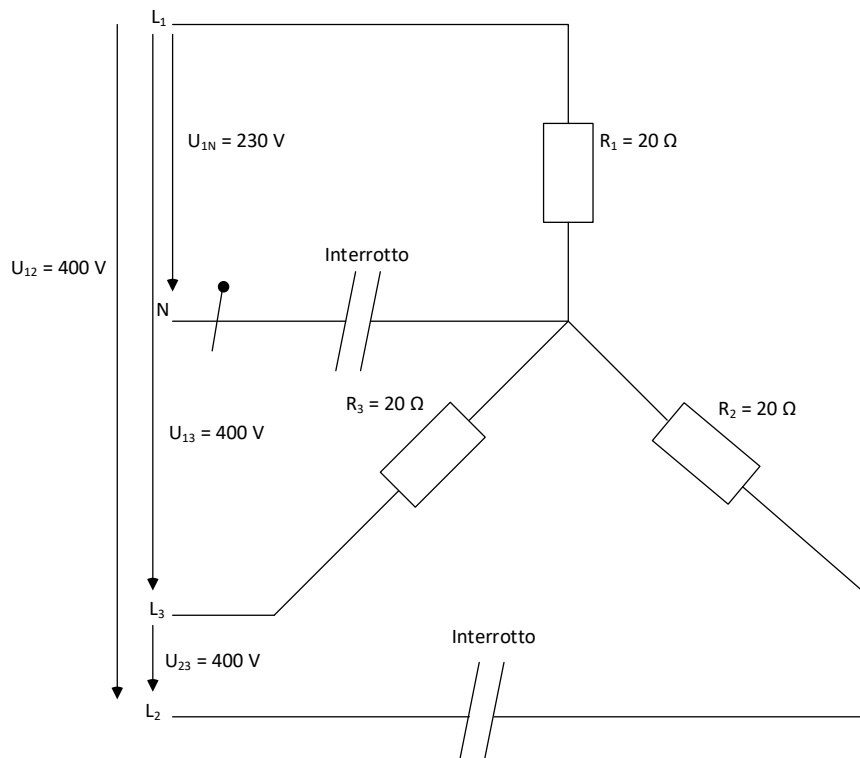 L₁
U₁N = 230 V
R₁ = 20 Ω
Interrotto
U₁₂ = 400 V
N
R₃ = 20 Ω
R₂ = 20 Ω
U₁₃ = 400 V
L₃
Interrotto
U₂₃ = 400 V
L₂